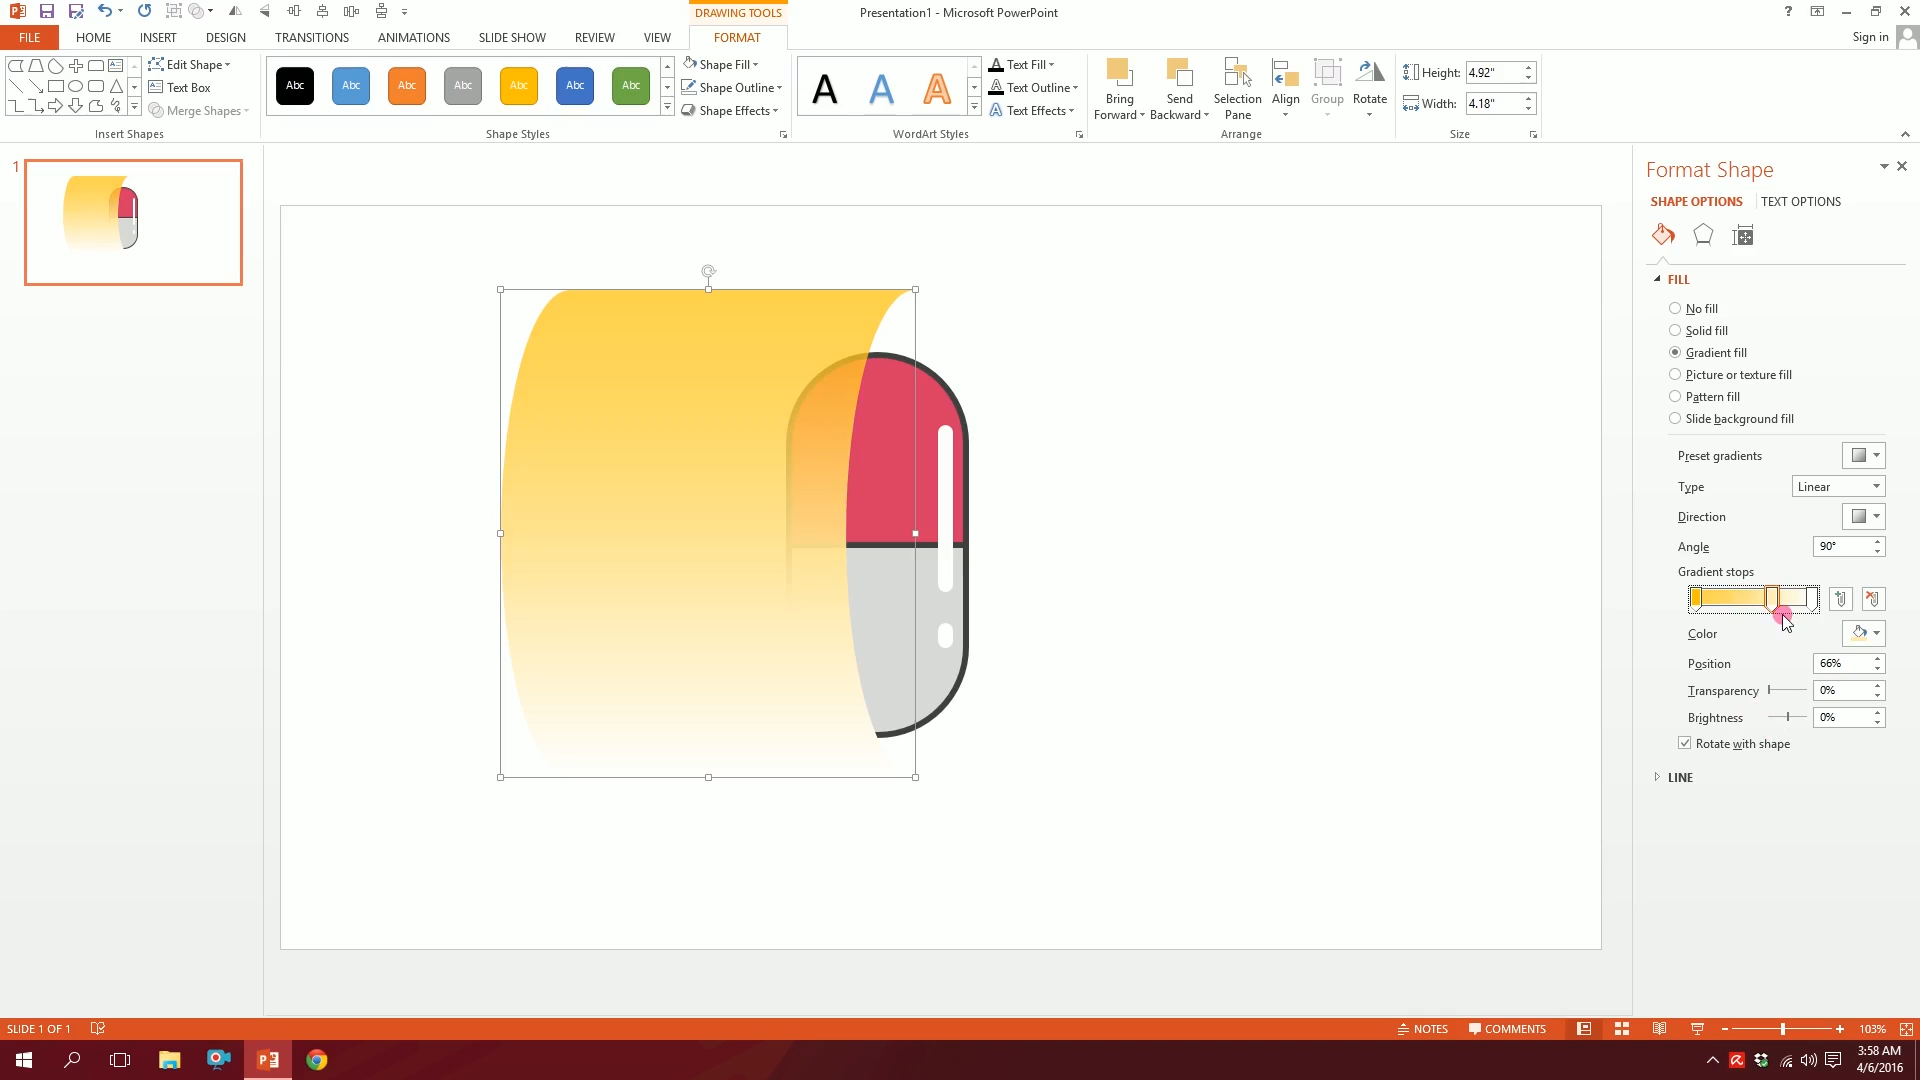 DRAWING TOOLS
Presentation1 - Microsoft PowerPoint
FILE
HOME
INSERT
DESIGN
TRANSITIONS
ANIMATIONS
SLIDE SHOW
REVIEW
VIEW
FORMAT
Sign in
Edit Shape
Text Box
Merge Shapes
Insert Shapes
Abc
Abc
Abc
Abc
Abc
Abc
Abc
Shape Fill
Shape Outline
Shape Effects
Shape Styles
A
A
A
Text Fill
Text Outline
Text Effects
WordArt Styles
Bring
Forward
Send
Backward
Selection
Pane
Align
Group
Rotate
Arrange
Height: 4.92"
Width: 4.18"
Size
1
Format Shape
SHAPE OPTIONS
TEXT OPTIONS
FILL
No fill
Solid fill
Gradient fill
Picture or texture fill
Pattern fill
Slide background fill
Preset gradients
Type Linear
Direction
Angle 90°
Gradient stops
Color
Position 66%
Transparency 0%
Brightness 0%
Rotate with shape
LINE
SLIDE 1 OF 1
NOTES
COMMENTS
103%
3:58 AM
4/6/2016